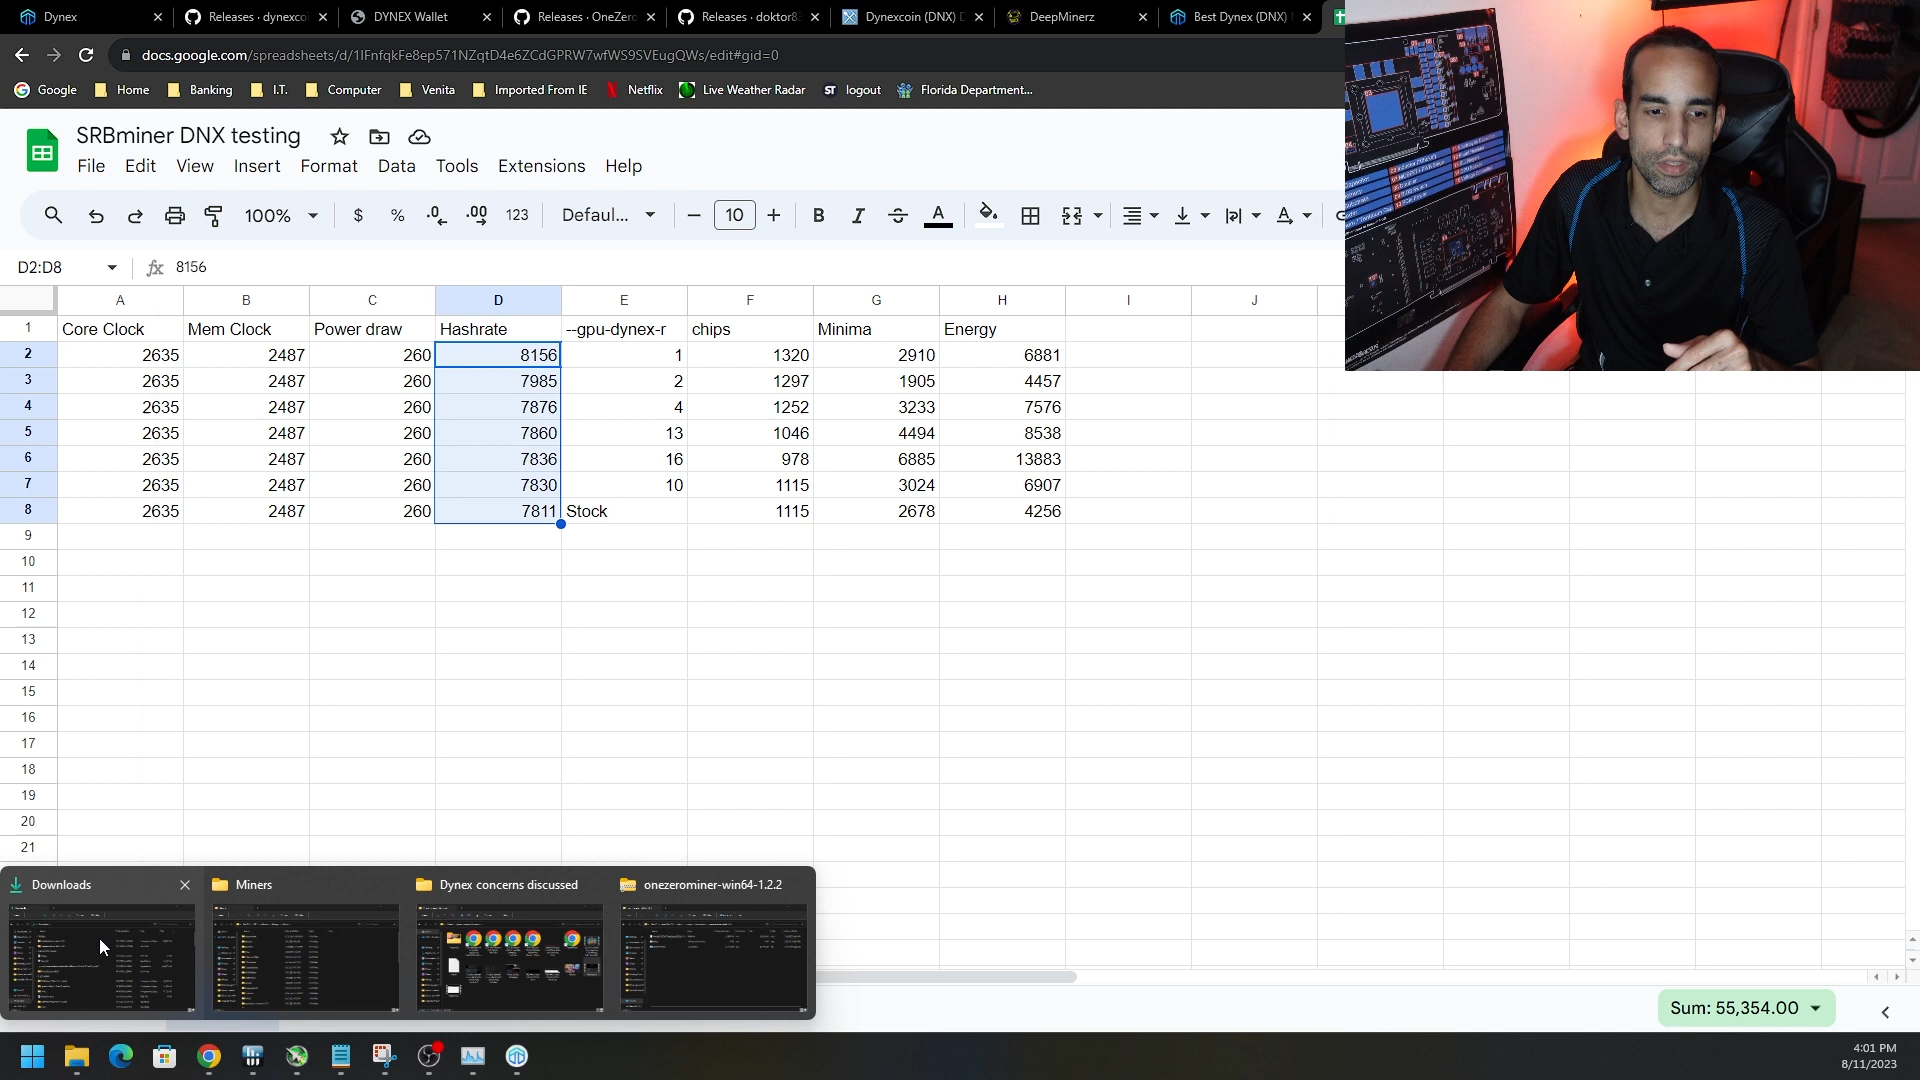 Dynex
Releases · dynexcoi
DYNEX Wallet
Releases · OneZero
Releases · doktor83
Dynexcoin (DNX) D
DeepMinerz
Best Dynex (DNX)
docs.google.com/spreadsheets/d/1IFnfqkFe8ep571NZqtD4e6ZCdGPRW7wfWS9SVEugQWs/edit#gid=0
Google
Home
Banking
I.T.
Computer
Venita
Imported From IE
Netflix
Live Weather Radar
ST logout
Florida Department...
SRBminer DNX testing
File Edit View Insert Format Data Tools Extensions Help
100% $ % .0 .00 123 Defaul... − 10 + B I A
D2:D8 fx 8156
A B C D E F G H I J
1 Core Clock Mem Clock Power draw Hashrate --gpu-dynex-r chips Minima Energy
2 2635 2487 260 8156 1 1320 2910 6881
3 2635 2487 260 7985 2 1297 1905 4457
4 2635 2487 260 7876 4 1252 3233 7576
5 2635 2487 260 7860 13 1046 4494 8538
6 2635 2487 260 7836 16 978 6885 13883
7 2635 2487 260 7830 10 1115 3024 6907
8 2635 2487 260 7811 Stock 1115 2678 4256
9
10
11
12
13
14
15
16
17
18
19
20
21
Downloads
Miners
Dynex concerns discussed
onezerominer-win64-1.2.2
Sum: 55,354.00
4:01 PM
8/11/2023